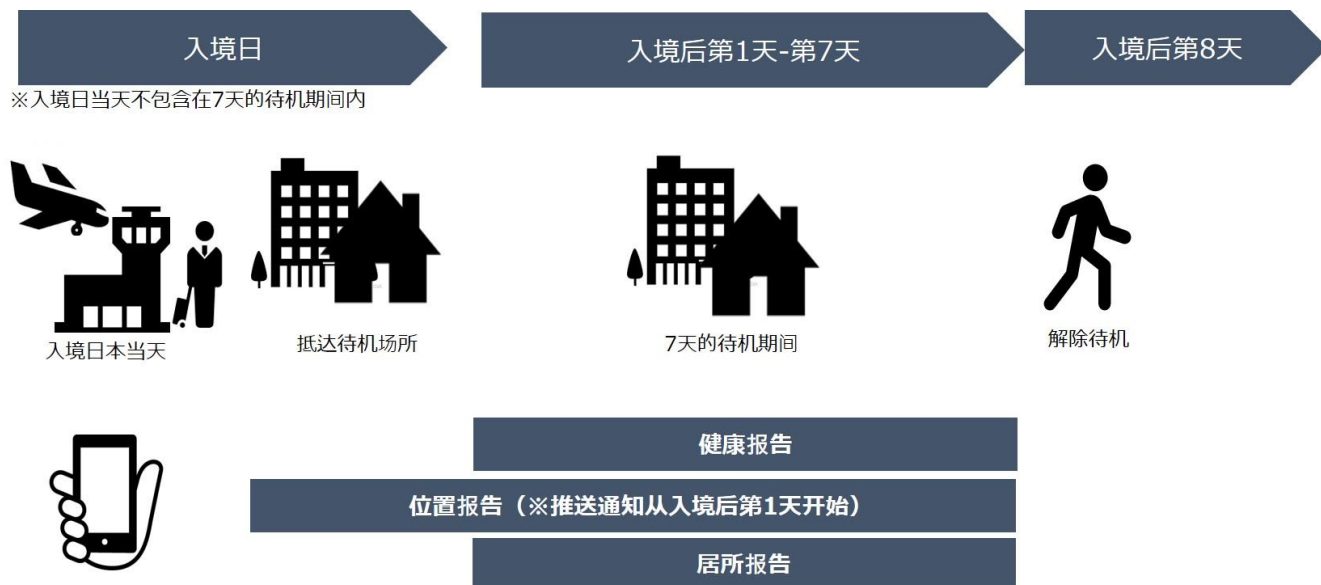 入境日
入境后第1天-第7天
入境后第8天
※入境日当天不包含在7天的待机期间内
入境日本当天
抵达待机场所
7天的待机期间
解除待机
健康报告
位置报告（※推送通知从入境后第1天开始）
居所报告